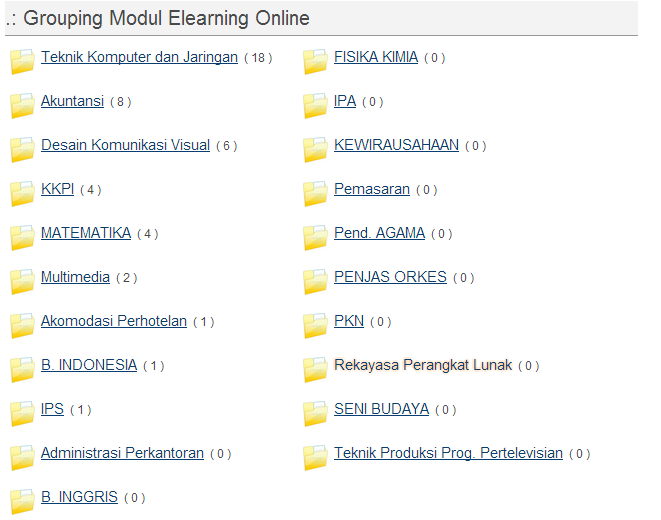 .: Grouping Modul Elearning Online
Teknik Komputer dan Jaringan ( 18 )
Akuntansi ( 8 )
Desain Komunikasi Visual ( 6 )
KKPI ( 4 )
MATEMATIKA ( 4 )
Multimedia ( 2 )
Akomodasi Perhotelan ( 1 )
B. INDONESIA ( 1 )
IPS ( 1 )
Administrasi Perkantoran ( 0 )
B. INGGRIS ( 0 )
FISIKA KIMIA ( 0 )
IPA ( 0 )
KEWIRAUSAHAAN ( 0 )
Pemasaran ( 0 )
Pend. AGAMA ( 0 )
PENJAS ORKES ( 0 )
PKN ( 0 )
Rekayasa Perangkat Lunak ( 0 )
SENI BUDAYA ( 0 )
Teknik Produksi Prog. Pertelevisian ( 0 )